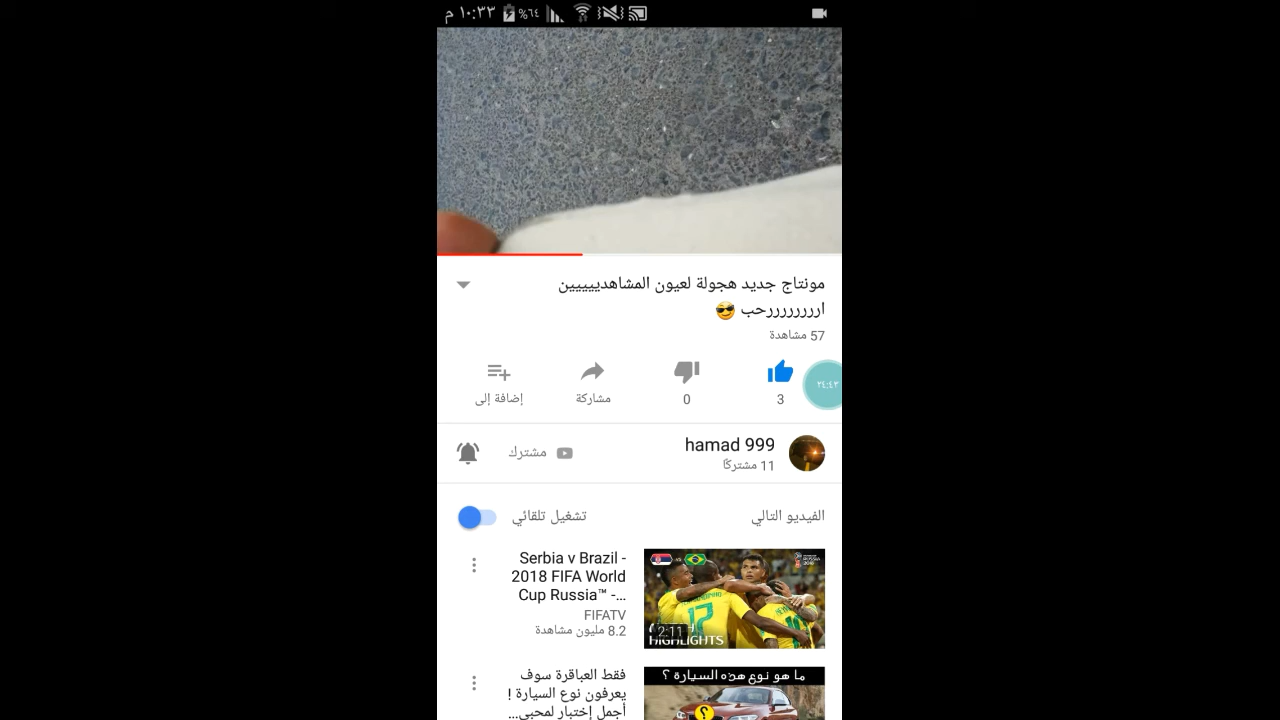 ١٠:٣٣ م
%٦٤
مونتاج جديد هجولة لعيون المشاهدييييين
ارررررررحب 😎
57 مشاهدة
3
0
مشاركة
إضافة إلى
٢٤:٤٣
hamad 999
11 مشتركًا
مشترك
الفيديو التالي
تشغيل تلقائي
Serbia v Brazil -
2018 FIFA World
Cup Russia™ -...
FIFATV
8.2 مليون مشاهدة
2:11
HIGHLIGHTS
فقط العباقرة سوف
يعرفون نوع السيارة !
أجمل إختبار لمحبي...
ما هو نوع هذه السيارة ؟
؟